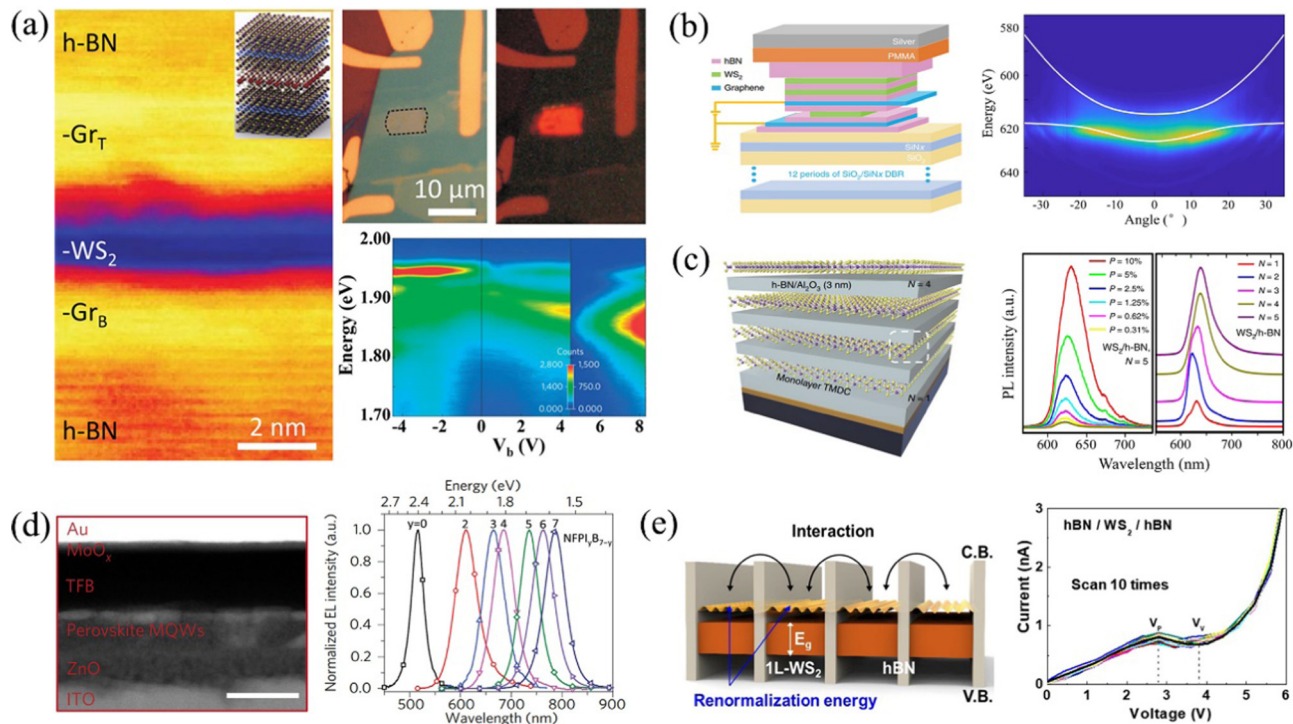 (a)
h-BN
-Gr_T
-WS_2
-Gr_B
h-BN
2 nm
10 μm
Energy (eV)
2.00
1.90
1.80
1.70
Counts
2.800 1,500
1,400 750.0
0.000 0.000
-4 -2 0 2 4 6 8
V_b (V)
(b)
hBN
WS_2
Graphene
Silver
PMMA
SiNx
SiO_2
12 periods of SiO_2/SiNx DBR
Energy (eV)
580
600
620
640
-30 -20 -10 0 10 20 30
Angle (°)
(c)
h-BN/Al_2O_3 (3 nm)
N = 4
Monolayer TMDC
N = 1
PL intensity (a.u.)
P = 10%
P = 5%
P = 2.5%
P = 1.25%
P = 0.62%
P = 0.31%
WS_2/h-BN,
N = 5
N = 1
N = 2
N = 3
N = 4
N = 5
WS_2/h-BN
600 700 600 700 800
Wavelength (nm)
(d)
Au
MoO_x
TFB
Perovskite MQWs
ZnO
ITO
Energy (eV)
2.7 2.4 2.1 1.8 1.5
Normalized EL intensity (a.u.)
1.0
0.8
0.6
0.4
0.2
0.0
y=0 2 3 4 5 6 7
NFPI_yB_7-y
500 600 700 800 900
Wavelength (nm)
(e)
Interaction
C.B.
E_g
1L-WS_2
hBN
V.B.
Renormalization energy
hBN / WS_2 / hBN
Scan 10 times
V_P V_V
Current (nA)
3
2
1
0
0 1 2 3 4 5 6
Voltage (V)